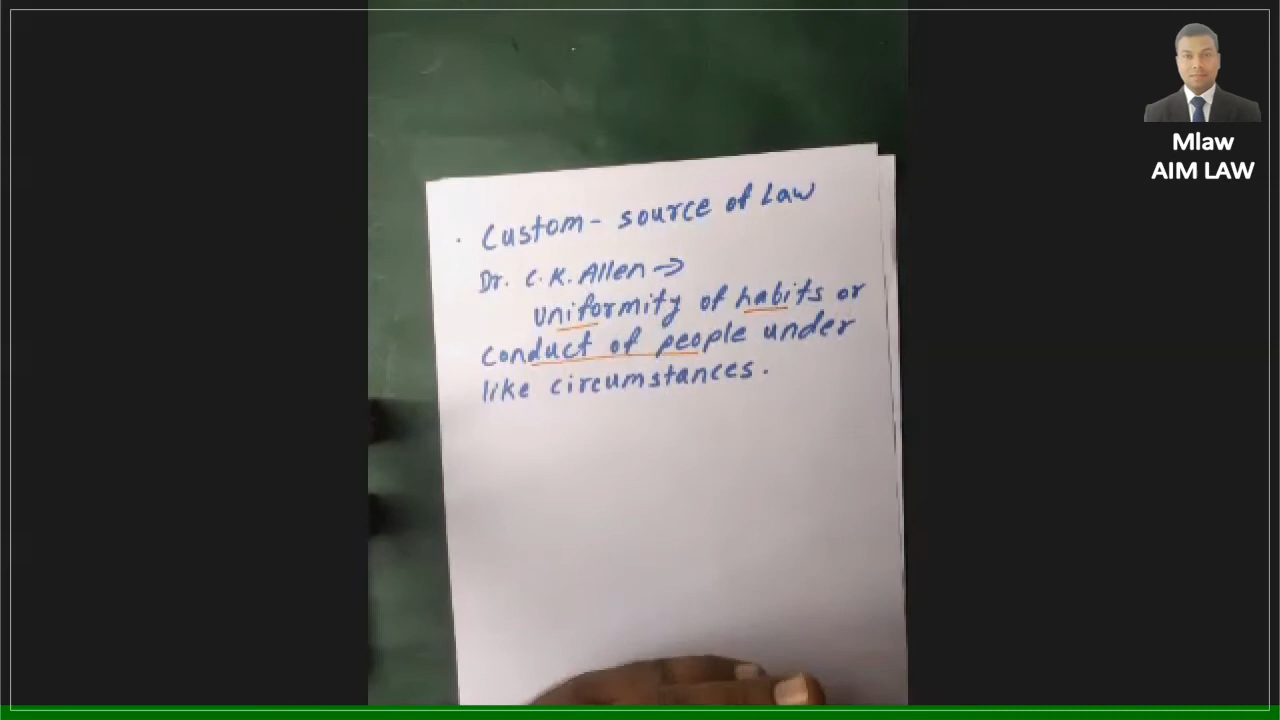 Mlaw
AIM LAW
Custom - source of Law
Dr. C.K. Allen →
uniformity of habits or
conduct of people under
like circumstances.